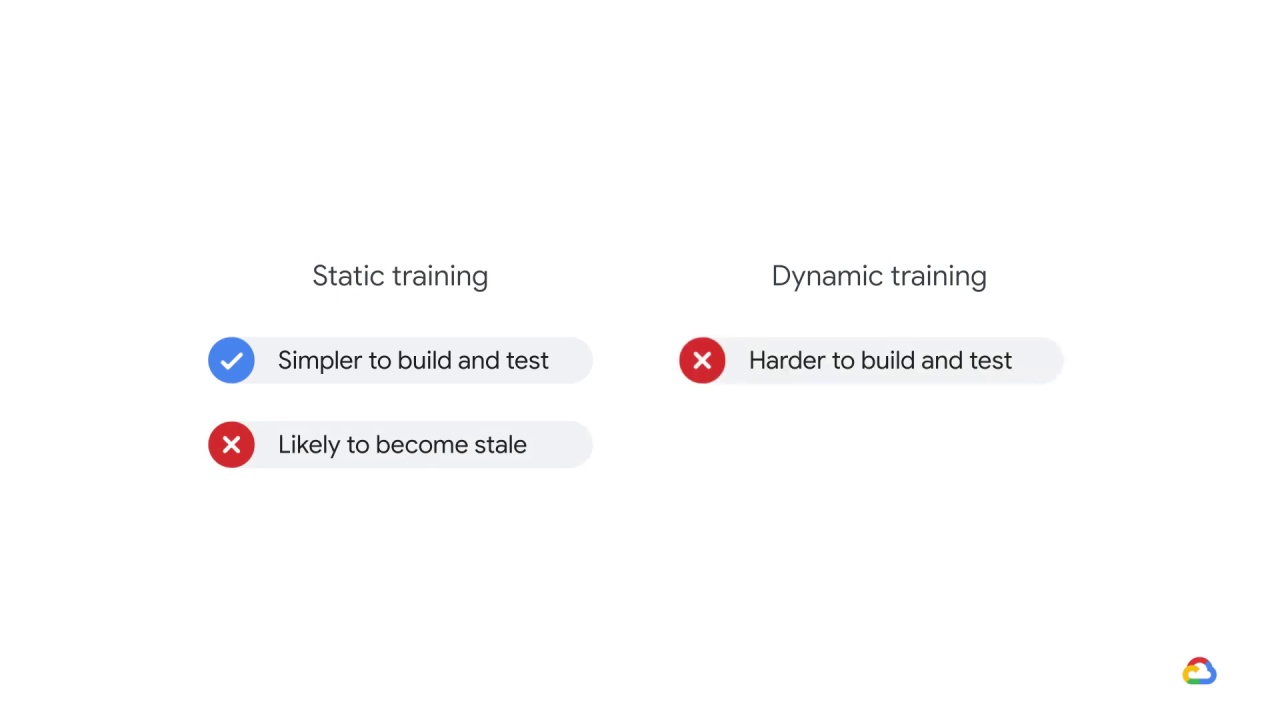 Static training
Simpler to build and test
Likely to become stale
Dynamic training
Harder to build and test